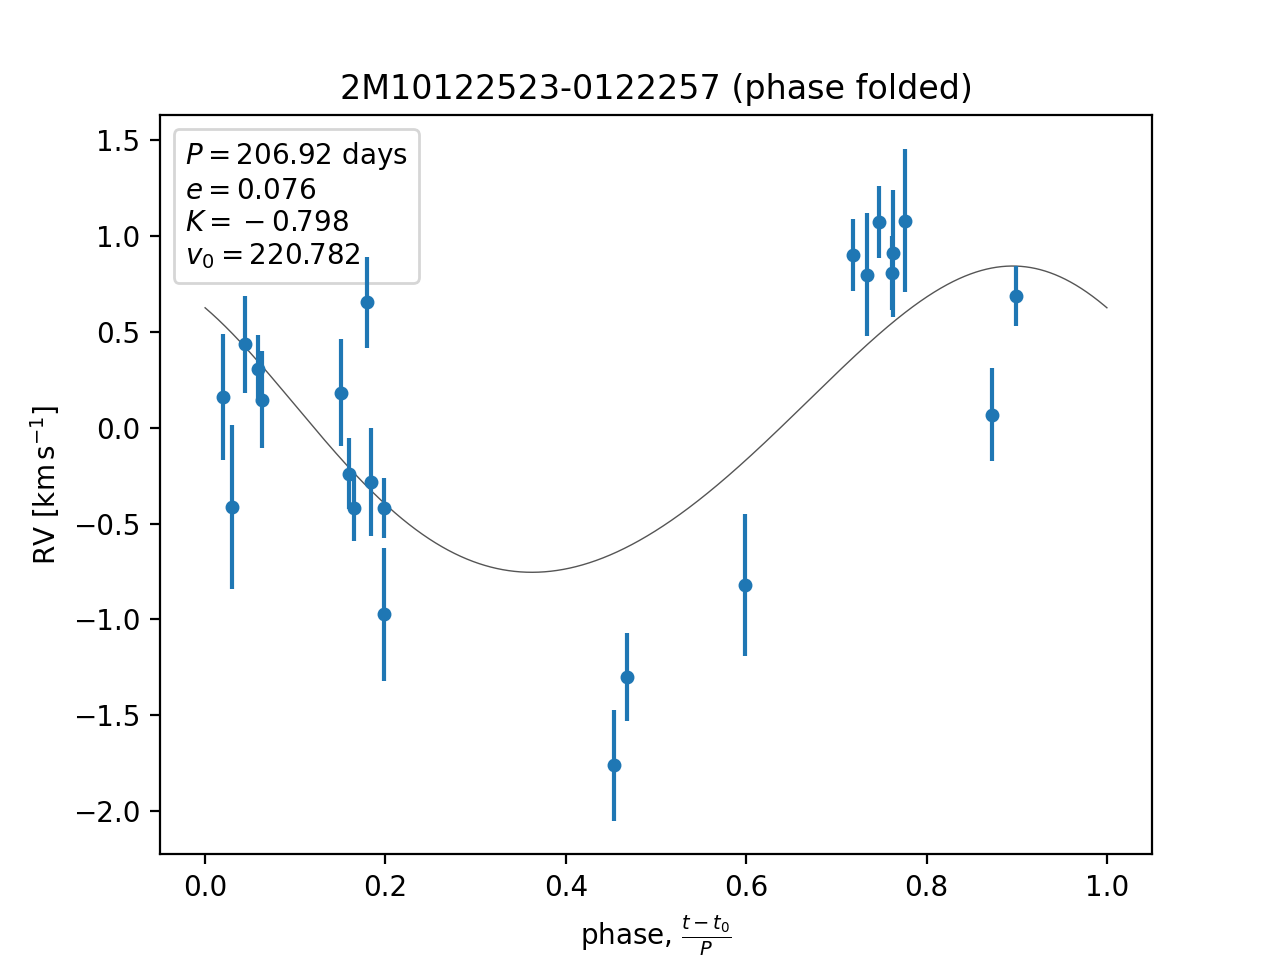 2M10122523-0122257 (phase folded)
P = 206.92 days
e = 0.076
K = −0.798
v₀ = 220.782
RV [km s⁻¹]
1.5
1.0
0.5
0.0
−0.5
−1.0
−1.5
−2.0
0.0 0.2 0.4 0.6 0.8 1.0
phase, (t − t₀)/P